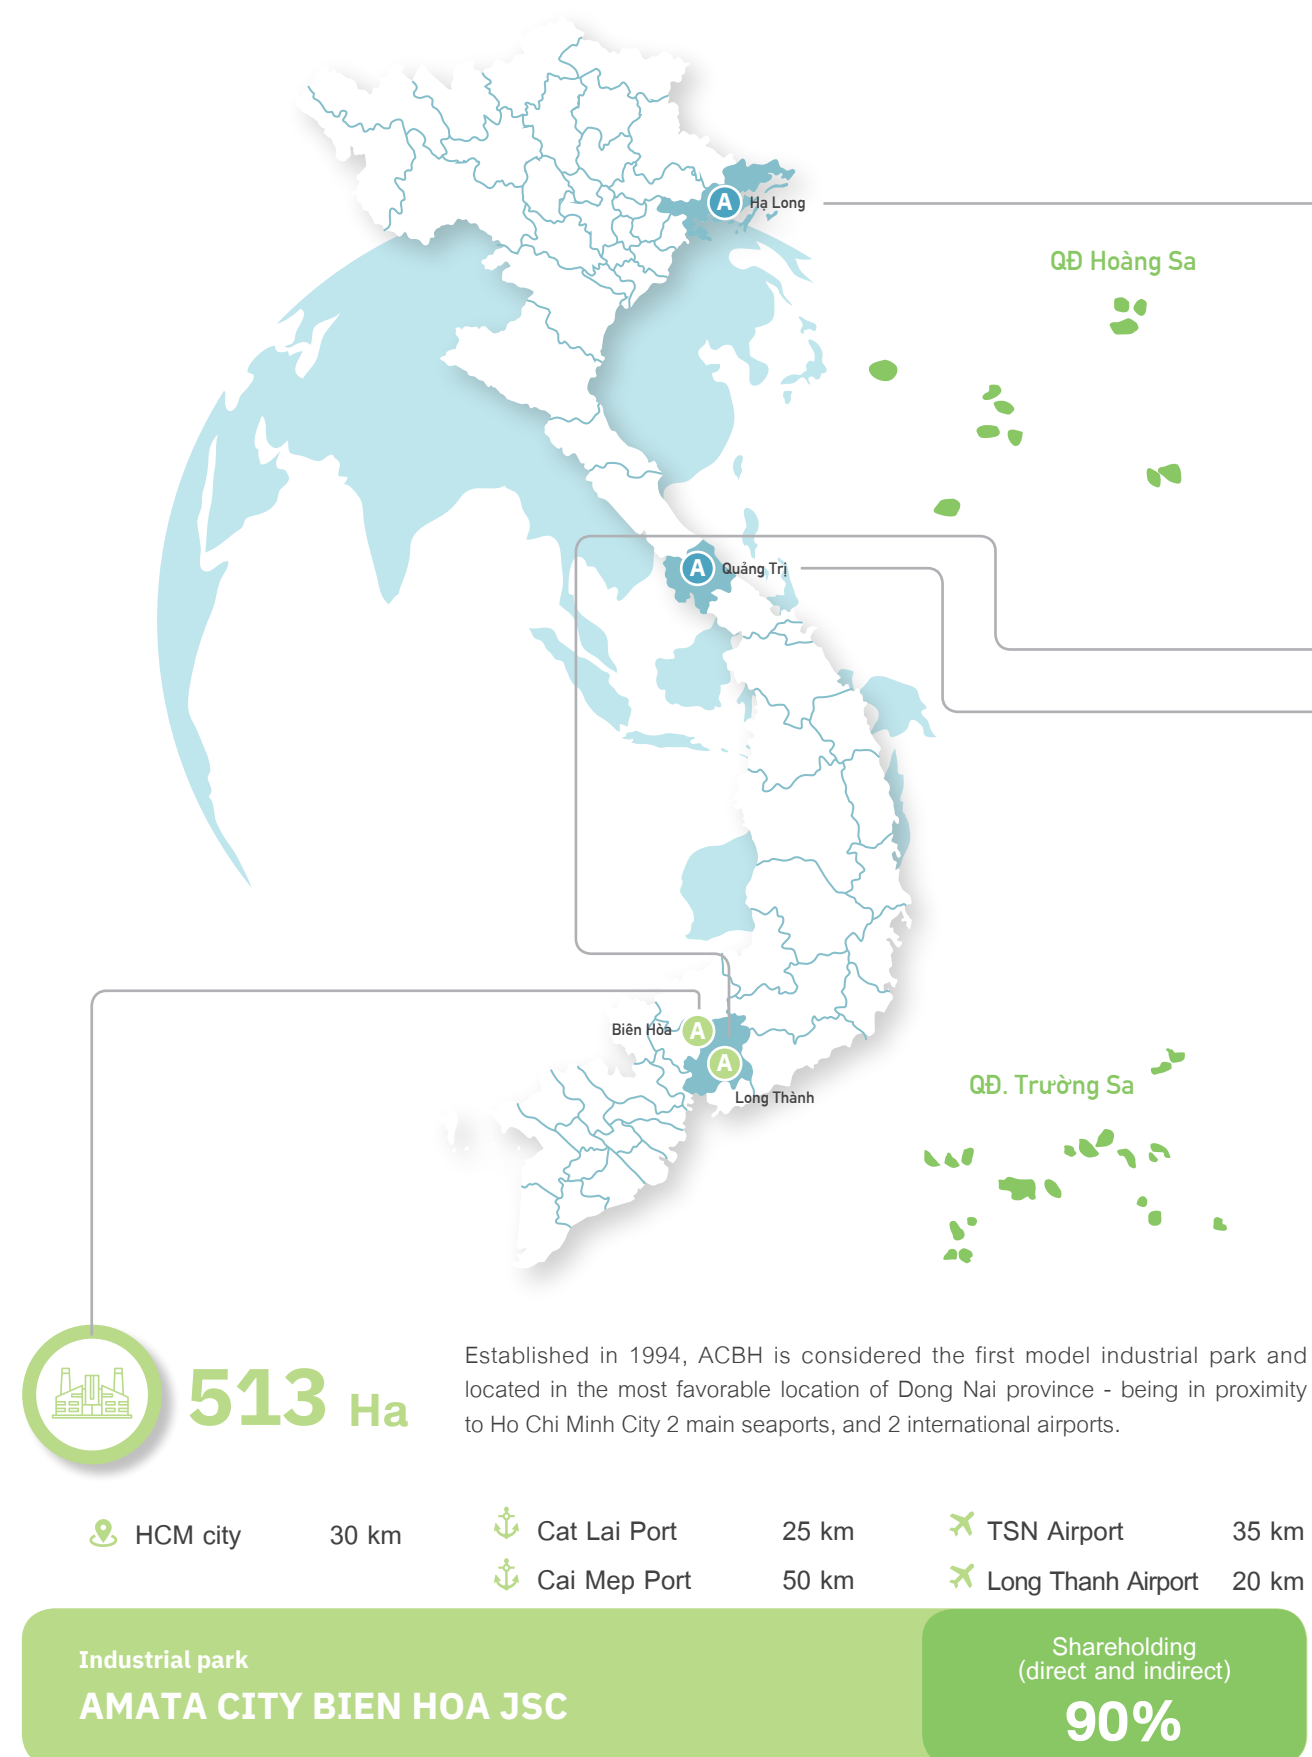 A Hạ Long
QĐ Hoàng Sa
A Quảng Trị
Biên Hòa A
A
Long Thành
QĐ. Trường Sa
513 Ha
Established in 1994, ACBH is considered the first model industrial park and
located in the most favorable location of Dong Nai province - being in proximity
to Ho Chi Minh City 2 main seaports, and 2 international airports.
HCM city 30 km
Cat Lai Port 25 km
Cai Mep Port 50 km
TSN Airport 35 km
Long Thanh Airport 20 km
Industrial park
AMATA CITY BIEN HOA JSC
Shareholding
(direct and indirect)
90%